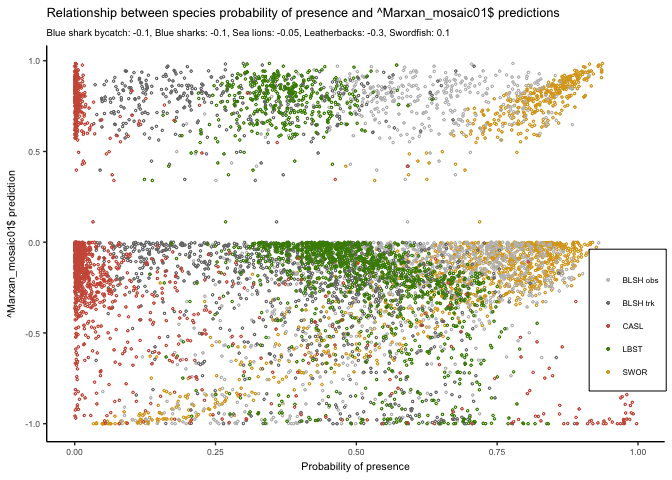 Relationship between species probability of presence and ^Marxan_mosaic01$ predictions
Blue shark bycatch: -0.1, Blue sharks: -0.1, Sea lions: -0.05, Leatherbacks: -0.3, Swordfish: 0.1
^Marxan_mosaic01$ prediction
1.0
0.5
0.0
-0.5
-1.0
BLSH obs
BLSH trk
CASL
LBST
SWOR
0.00
0.25
0.50
0.75
1.00
Probability of presence